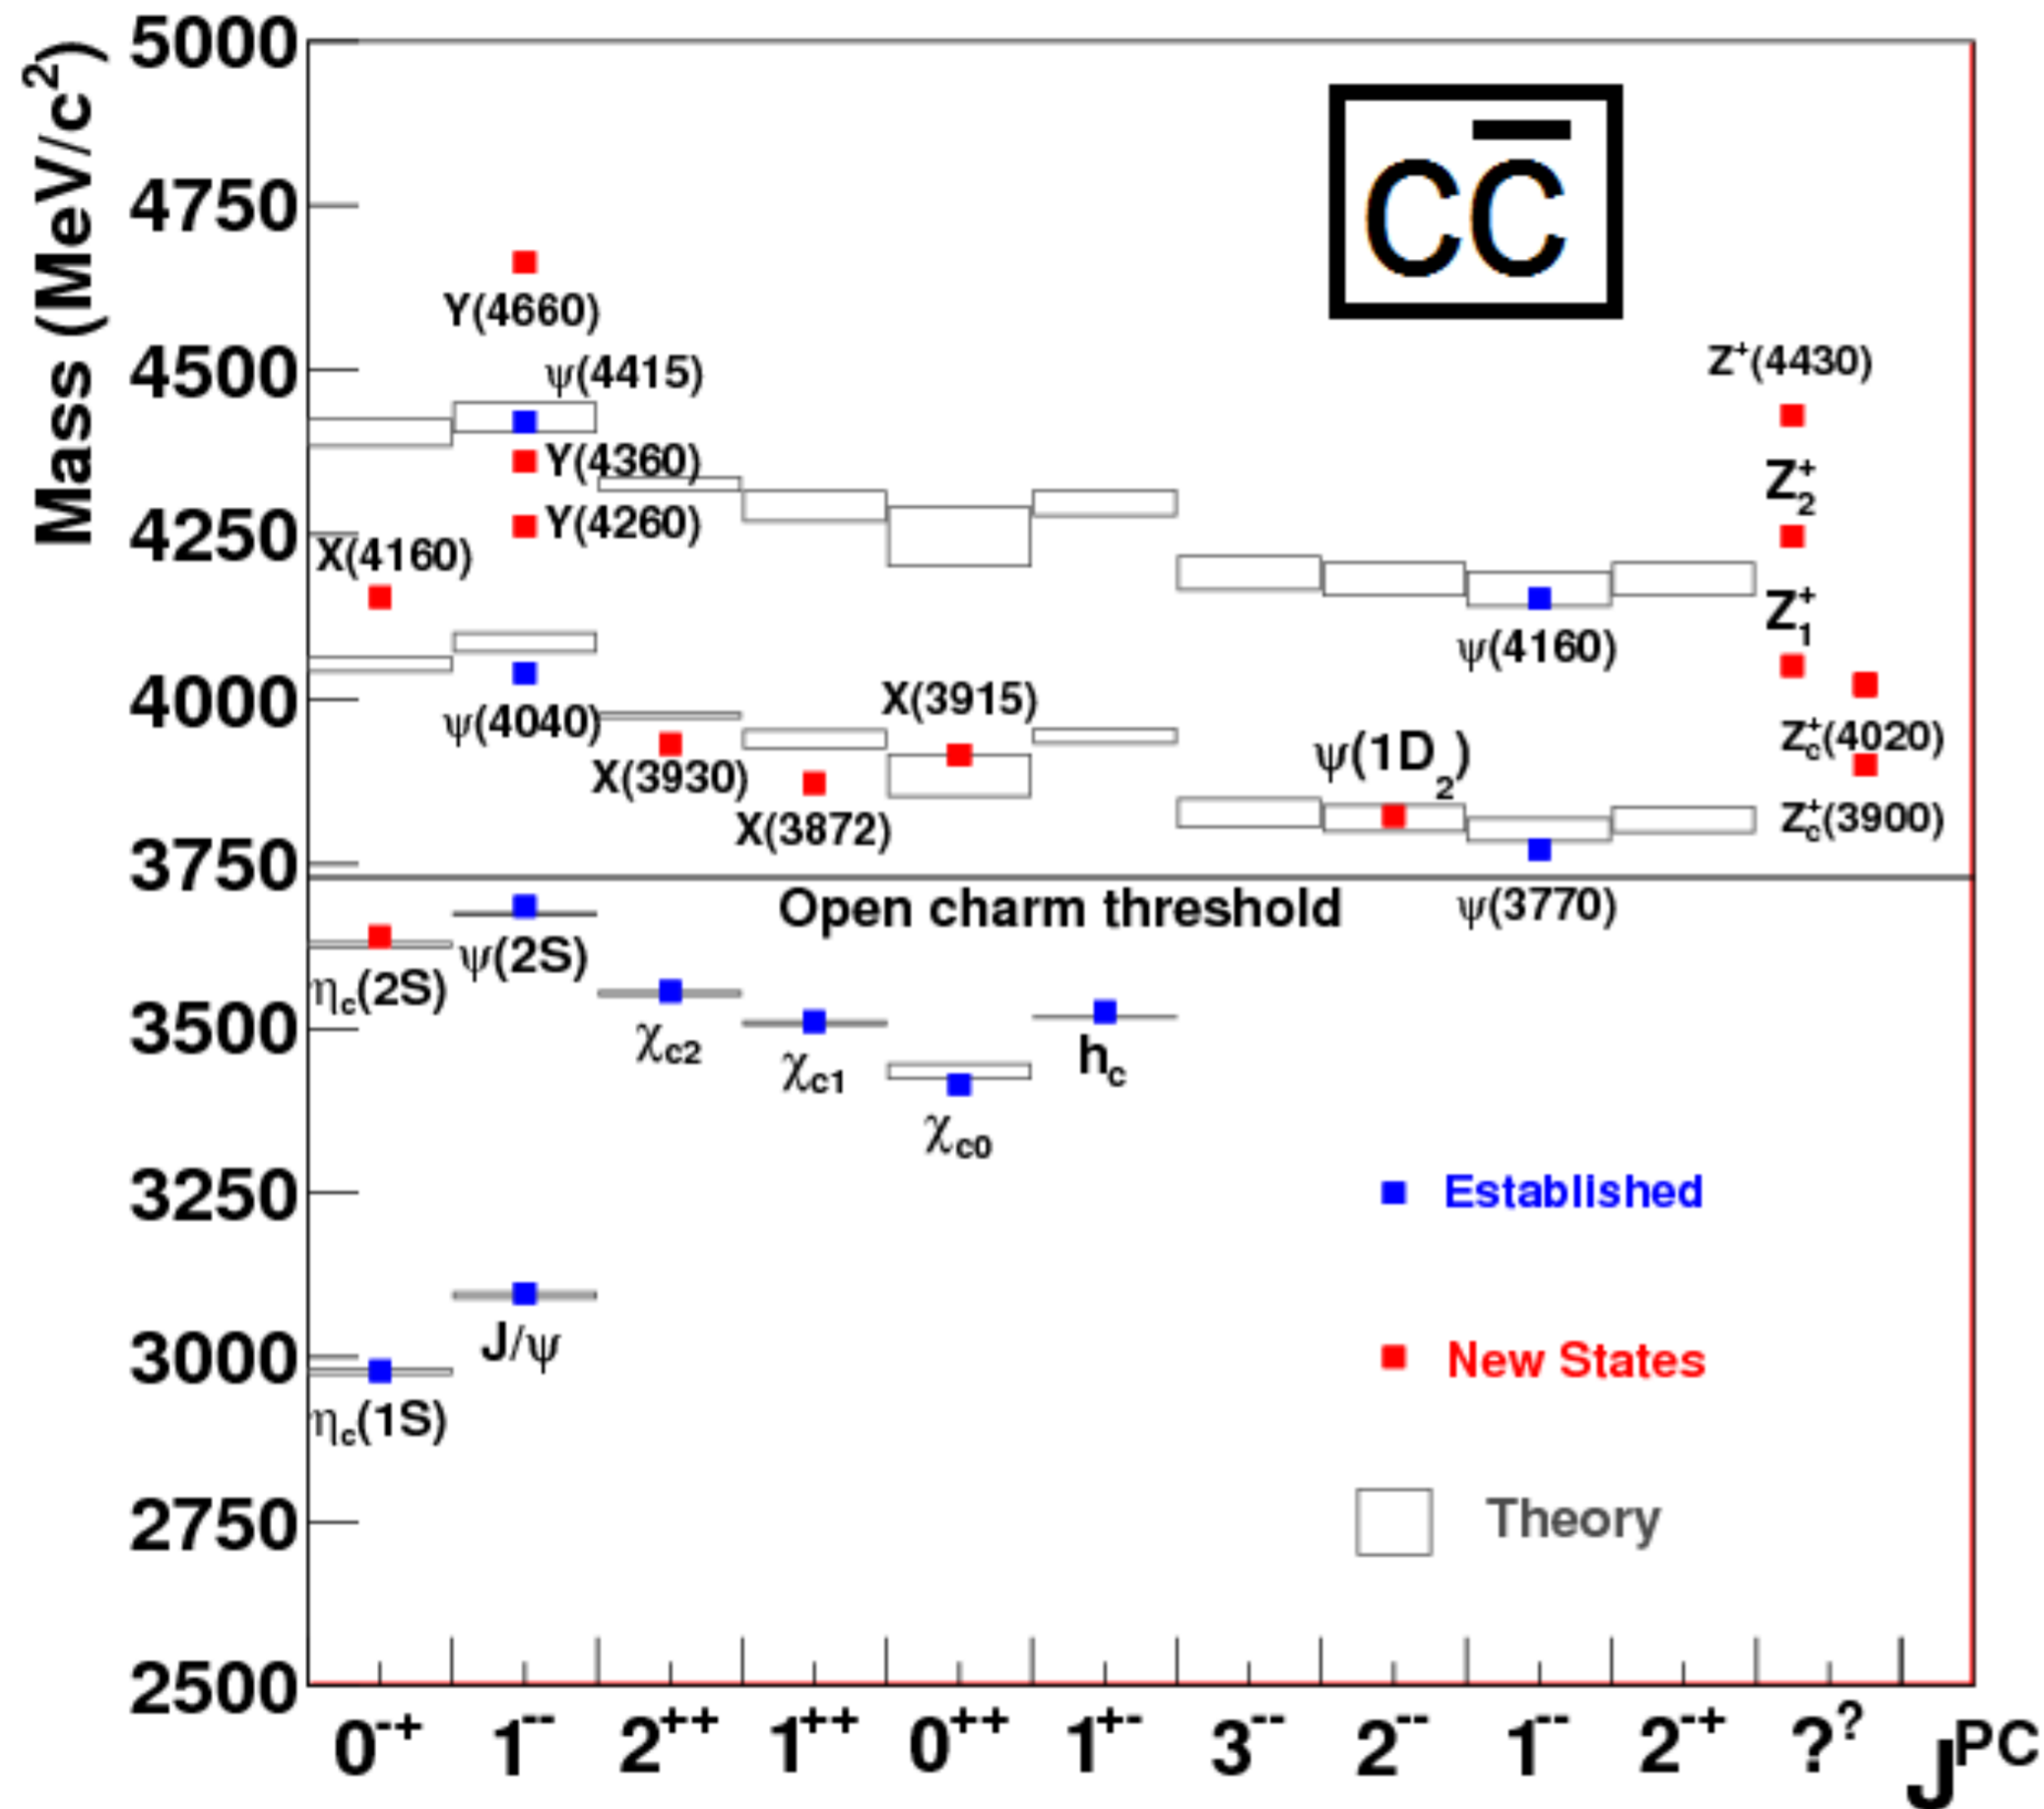 Mass (MeV/c²)
5000
4750
4500
4250
4000
3750
3500
3250
3000
2750
2500
cc̅
Y(4660)
ψ(4415)
Z⁺(4430)
Y(4360)
Z₂⁺
Y(4260)
X(4160)
Z₁⁺
ψ(4160)
X(3915)
ψ(4040)
Z_c⁺(4020)
ψ(1D₂)
X(3930)
X(3872)
Z_c⁺(3900)
Open charm threshold
ψ(3770)
ψ(2S)
η_c(2S)
χ_c2
χ_c1
h_c
χ_c0
Established
J/ψ
New States
η_c(1S)
Theory
0⁻⁺ 1⁻⁻ 2⁺⁺ 1⁺⁺ 0⁺⁺ 1⁺⁻ 3⁻⁻ 2⁻⁻ 1⁻⁻ 2⁻⁺ ?^? J^PC